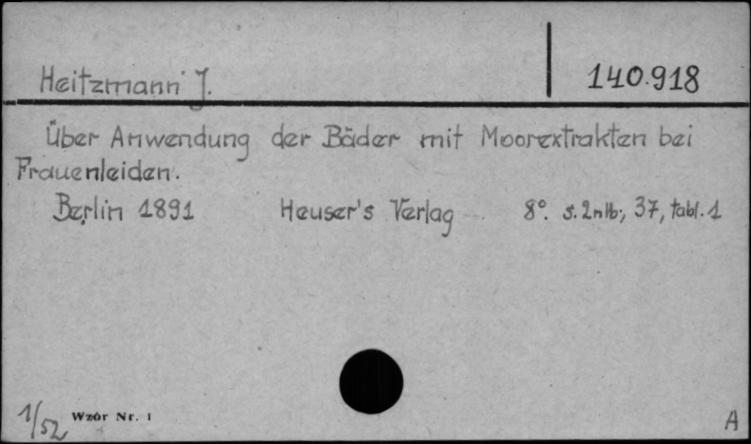 Heitzmann J.
140.918
Über Anwendung der Bäder mit Moorextrakten bei
Frauenleiden.
Berlin 1891 Heuser's Verlag 8°. s. 2nlb., 37, tabl. 1
1/52 Wzór Nr. 1
A